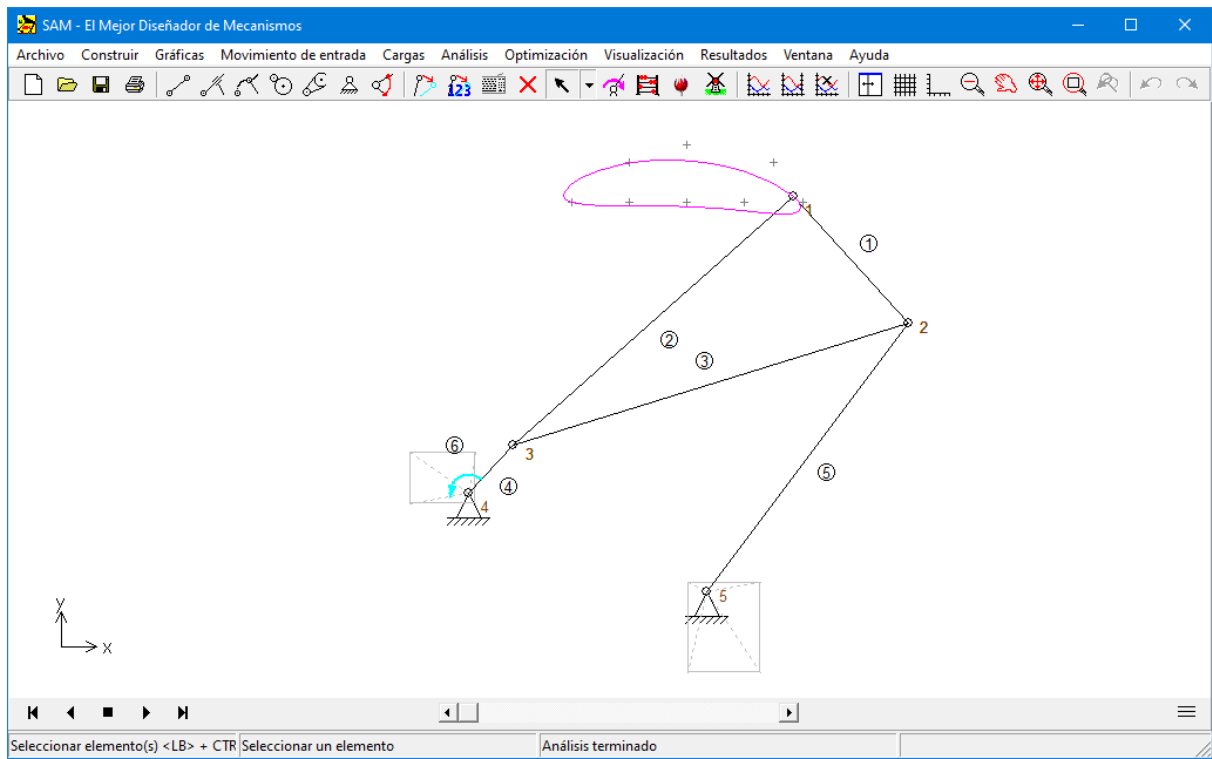 SAM - El Mejor Diseñador de Mecanismos
Archivo Construir Gráficas Movimiento de entrada Cargas Análisis Optimización Visualización Resultados Ventana Ayuda
123
1
1
2
2
3
6
3
5
4
4
5
y
x
Seleccionar elemento(s) <LB> + CTR Seleccionar un elemento Análisis terminado